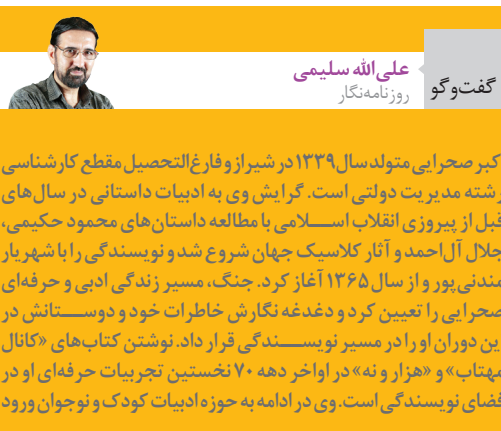 گفت‌وگو
علی‌الله سلیمی
روزنامه‌نگار
اکبر صحرایی متولد سال ۱۳۳۹ در شیراز و فارغ‌التحصیل مقطع کارشناسی
رشته مدیریت دولتی است. گرایش وی به ادبیات داستانی در سال‌های
قبل از پیروزی انقلاب اسلامی با مطالعه داستان‌های محمود حکیمی،
جلال آل‌احمد و آثار کلاسیک جهان شروع شد و نویسندگی را با شهریار
مندنی‌پور و از سال ۱۳۶۵ آغاز کرد. جنگ، مسیر زندگی ادبی و حرفه‌ای
صحرایی را تعیین کرد و دغدغه نگارش خاطرات خود و دوستانش در
این دوران او را در مسیر نویسندگی قرار داد. نوشتن کتاب‌های «کانال
مهتاب» و «هزار و نه» در اواخر دهه ۷۰ نخستین تجربیات حرفه‌ای او در
فضای نویسندگی است. وی در ادامه به حوزه ادبیات کودک و نوجوان ورود